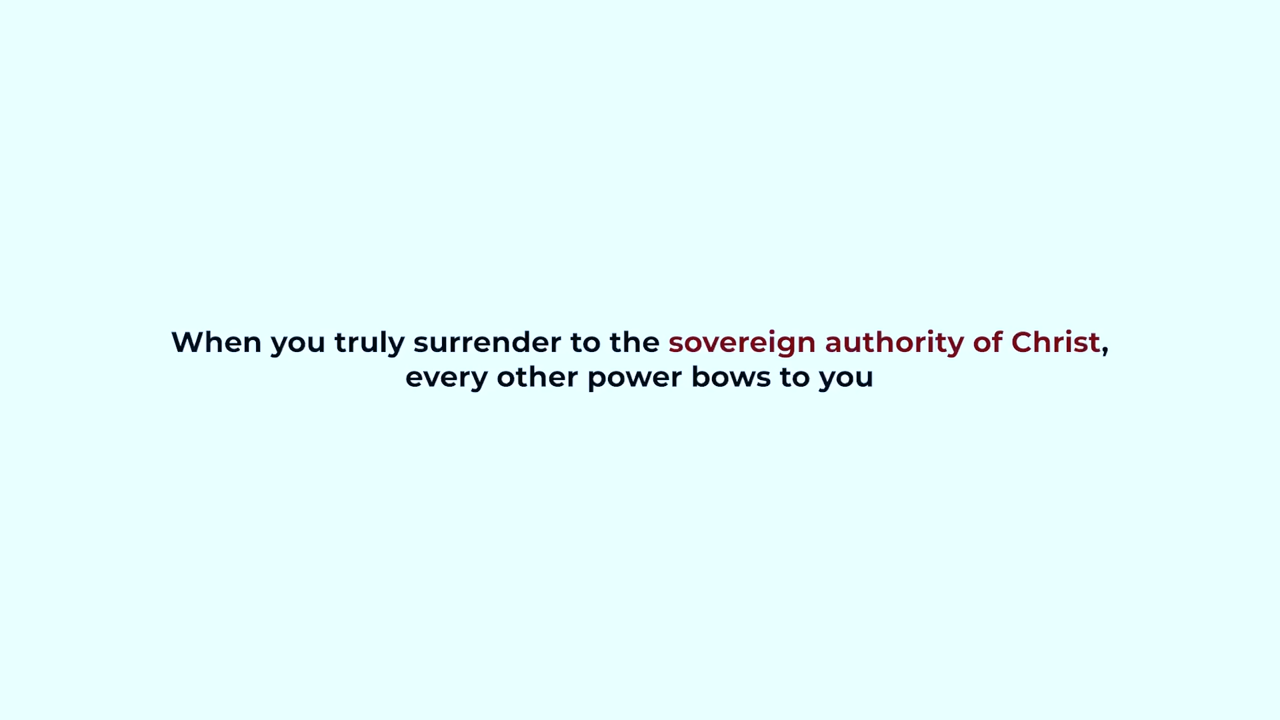 When you truly surrender to the sovereign authority of Christ,
every other power bows to you